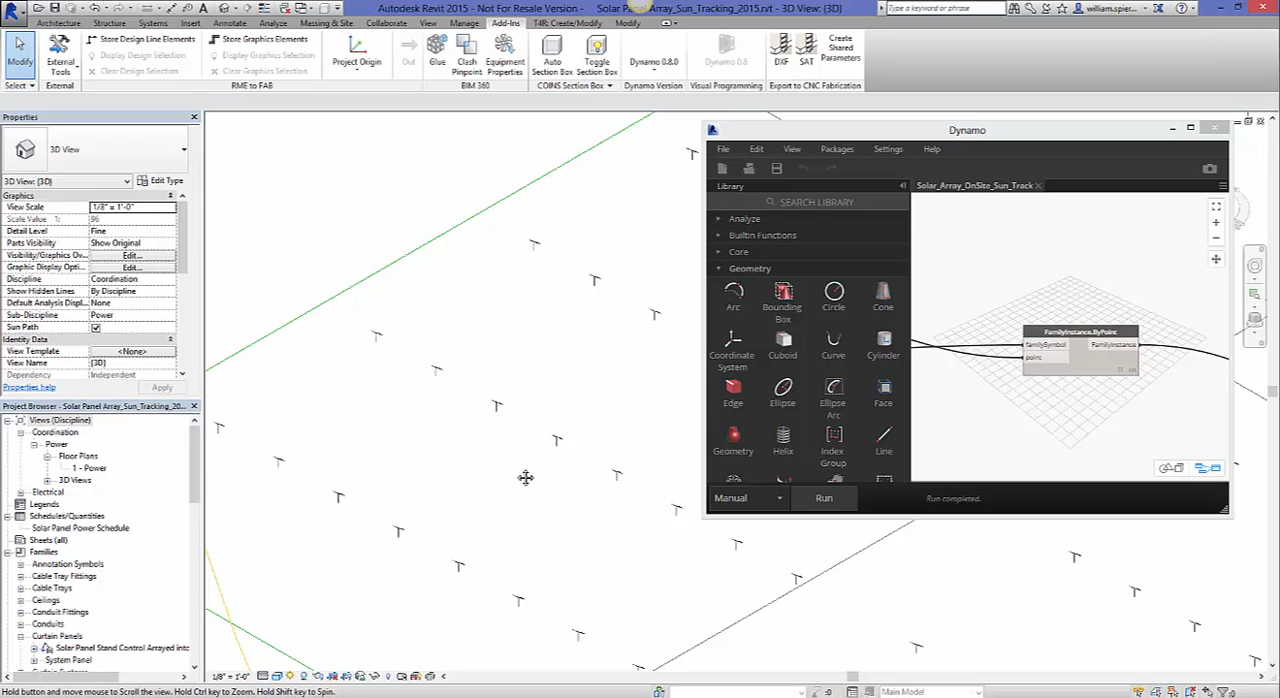 Autodesk Revit 2015 - Not For Resale Version - Solar Panel Array_Sun_Tracking_2015.rvt - 3D View: {3D}
Type a keyword or phrase
william.spier...
Architecture Structure Systems Insert Annotate Analyze Massing & Site Collaborate View Manage Add-Ins T4R: Create/Modify Modify
Modify
External Tools
Store Design Line Elements
Display Design Selection
Clear Design Selection
Store Graphics Elements
Display Graphics Selection
Clear Graphics Selection
Project Origin
Out
Glue
Clash Pinpoint
Equipment Properties
Auto Section Box
Toggle Section Box
Dynamo 0.8.0
Dynamo 0.8
DXF
SAT
Create Shared Parameters
Select
External
RME to FAB
BIM 360
COINS Section Box
Dynamo Version
Visual Programming
Export to CNC Fabrication
Properties
3D View
3D View: {3D}
Edit Type
Graphics
View Scale 1/8" = 1'-0"
Scale Value 1: 96
Detail Level Fine
Parts Visibility Show Original
Visibility/Graphics Ov... Edit...
Graphic Display Opti... Edit...
Discipline Coordination
Show Hidden Lines By Discipline
Default Analysis Displ... None
Sub-Discipline Power
Sun Path
Identity Data
View Template <None>
View Name {3D}
Dependency Independent
Properties help
Apply
Project Browser - Solar Panel Array_Sun_Tracking_20...
Views (Discipline)
Coordination
Power
Floor Plans
1 - Power
3D Views
Electrical
Legends
Schedules/Quantities
Solar Panel Power Schedule
Sheets (all)
Families
Annotation Symbols
Cable Tray Fittings
Cable Trays
Ceilings
Conduit Fittings
Conduits
Curtain Panels
Solar Panel Stand Control Arrayed into
System Panel
Dynamo
File Edit View Packages Settings Help
Library
Solar_Array_OnSite_Sun_Track
SEARCH LIBRARY
Analyze
BuiltIn Functions
Core
Geometry
Arc
Bounding Box
Circle
Cone
Coordinate System
Cuboid
Curve
Cylinder
Edge
Ellipse
Ellipse Arc
Face
Geometry
Helix
Index Group
Line
FamilyInstance.ByPoint
familySymbol
FamilyInstance
point
Manual
Run
Run completed.
1/8" = 1'-0"
Hold button and move mouse to Scroll the view. Hold Ctrl key to Zoom. Hold Shift key to Spin.
:0
Main Model